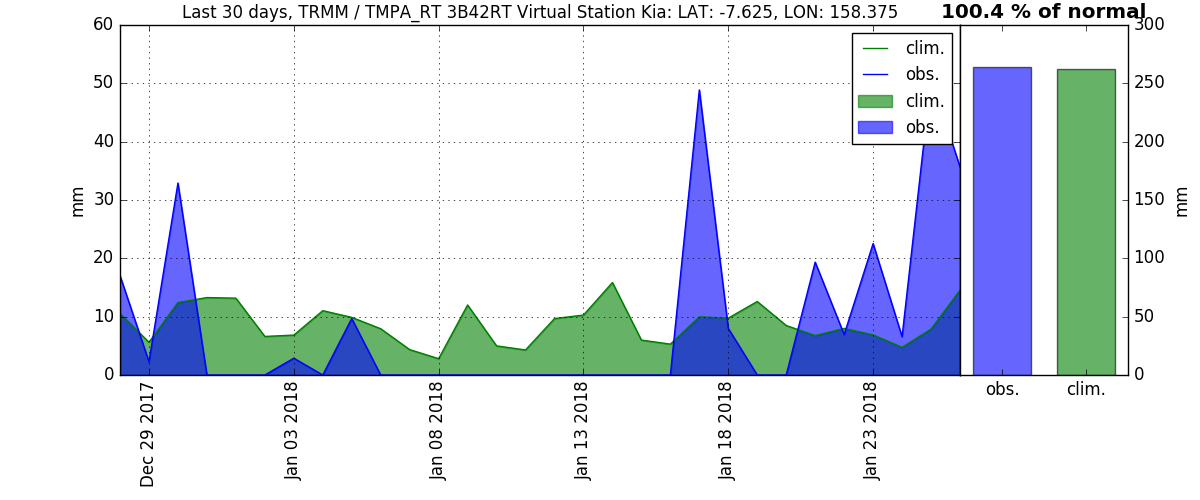 Last 30 days, TRMM / TMPA_RT 3B42RT Virtual Station Kia: LAT: -7.625, LON: 158.375
100.4 % of normal
60
50
40
30
20
10
0
mm
clim.
obs.
clim.
obs.
Dec 29 2017
Jan 03 2018
Jan 08 2018
Jan 13 2018
Jan 18 2018
Jan 23 2018
300
250
200
150
100
50
0
mm
obs.
clim.